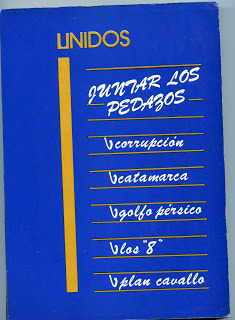 UNIDOS
JUNTAR LOS
PEDAZOS
√corrupción
√catamarca
√golfo pérsico
√los "8"
√plan cavallo